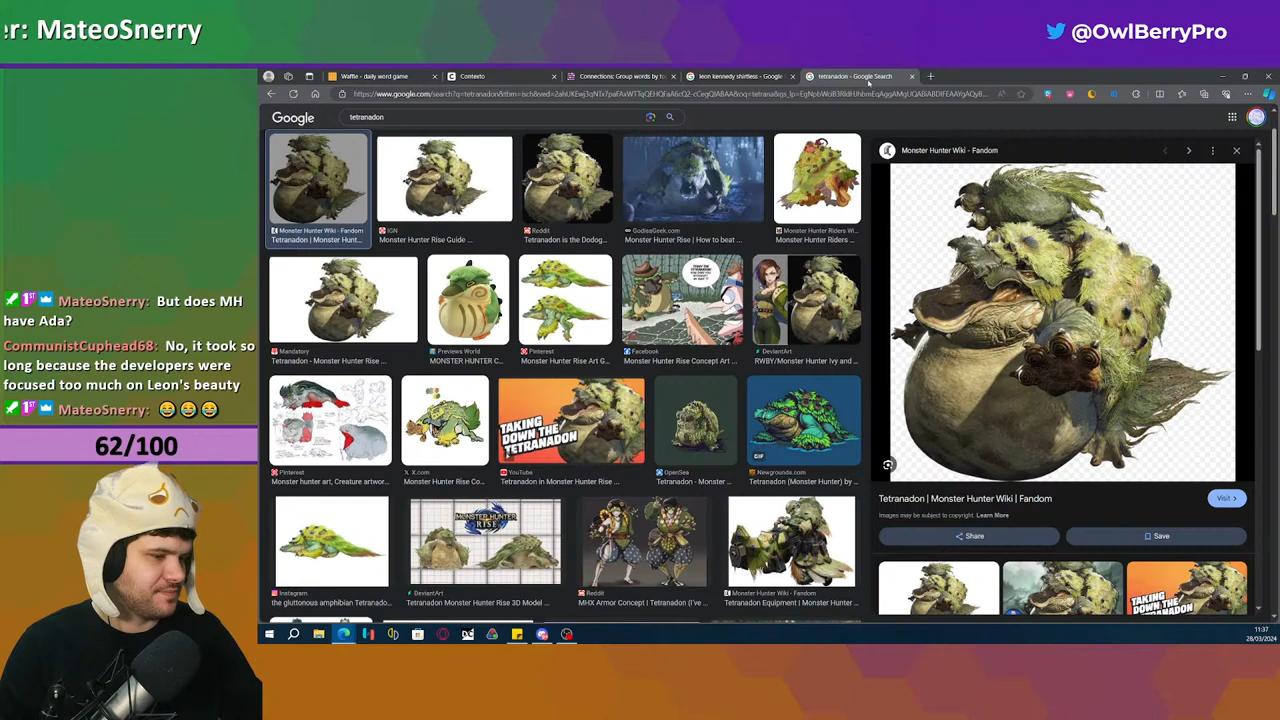 er: MateoSnerry
@OwlBerryPro
Waffle - daily word game
Contexto
Connections: Group words by to
leon kennedy shirtless - Google S
tetranadon - Google Search
Google
tetranadon
MateoSnerry: But does MH
have Ada?
CommunistCuphead68: No, it took so
long because the developers were
focused too much on Leon's beauty
MateoSnerry: 😂😂😂
62/100
Monster Hunter Wiki - Fandom
Tetranadon | Monster Hunt...
IGN
Monster Hunter Rise Guide ...
Reddit
Tetranadon is the Dodog...
GodisaGeek.com
Monster Hunter Rise | How to beat ...
Monster Hunter Riders Wi...
Monster Hunter Riders ...
Mandatory
Tetranadon - Monster Hunter Rise ...
Previews World
MONSTER HUNTER C...
Pinterest
Monster Hunter Rise Art G...
Facebook
Monster Hunter Rise Concept Art ...
DeviantArt
RWBY/Monster Hunter Ivy and ...
TAKING
DOWN THE
TETRANADON
GIF
Pinterest
Monster hunter art, Creature artwor...
X.com
Monster Hunter Rise Co...
YouTube
Tetranadon in Monster Hunter Rise ...
OpenSea
Tetranadon - Monster ...
Newgrounds.com
Tetranadon (Monster Hunter) by ...
MONSTER HUNTER
RISE
Instagram
the gluttonous amphibian Tetranado...
DeviantArt
Tetranadon Monster Hunter Rise 3D Model ...
Reddit
MHX Armor Concept | Tetranadon (I've ...
Monster Hunter Wiki - Fandom
Tetranadon Equipment | Monster Hunter ...
Monster Hunter Wiki - Fandom
Tetranadon | Monster Hunter Wiki | Fandom
Visit
Images may be subject to copyright. Learn More
Share
Save
TAKING
DOWN THE
TETRANADON
11:37
28/03/2024